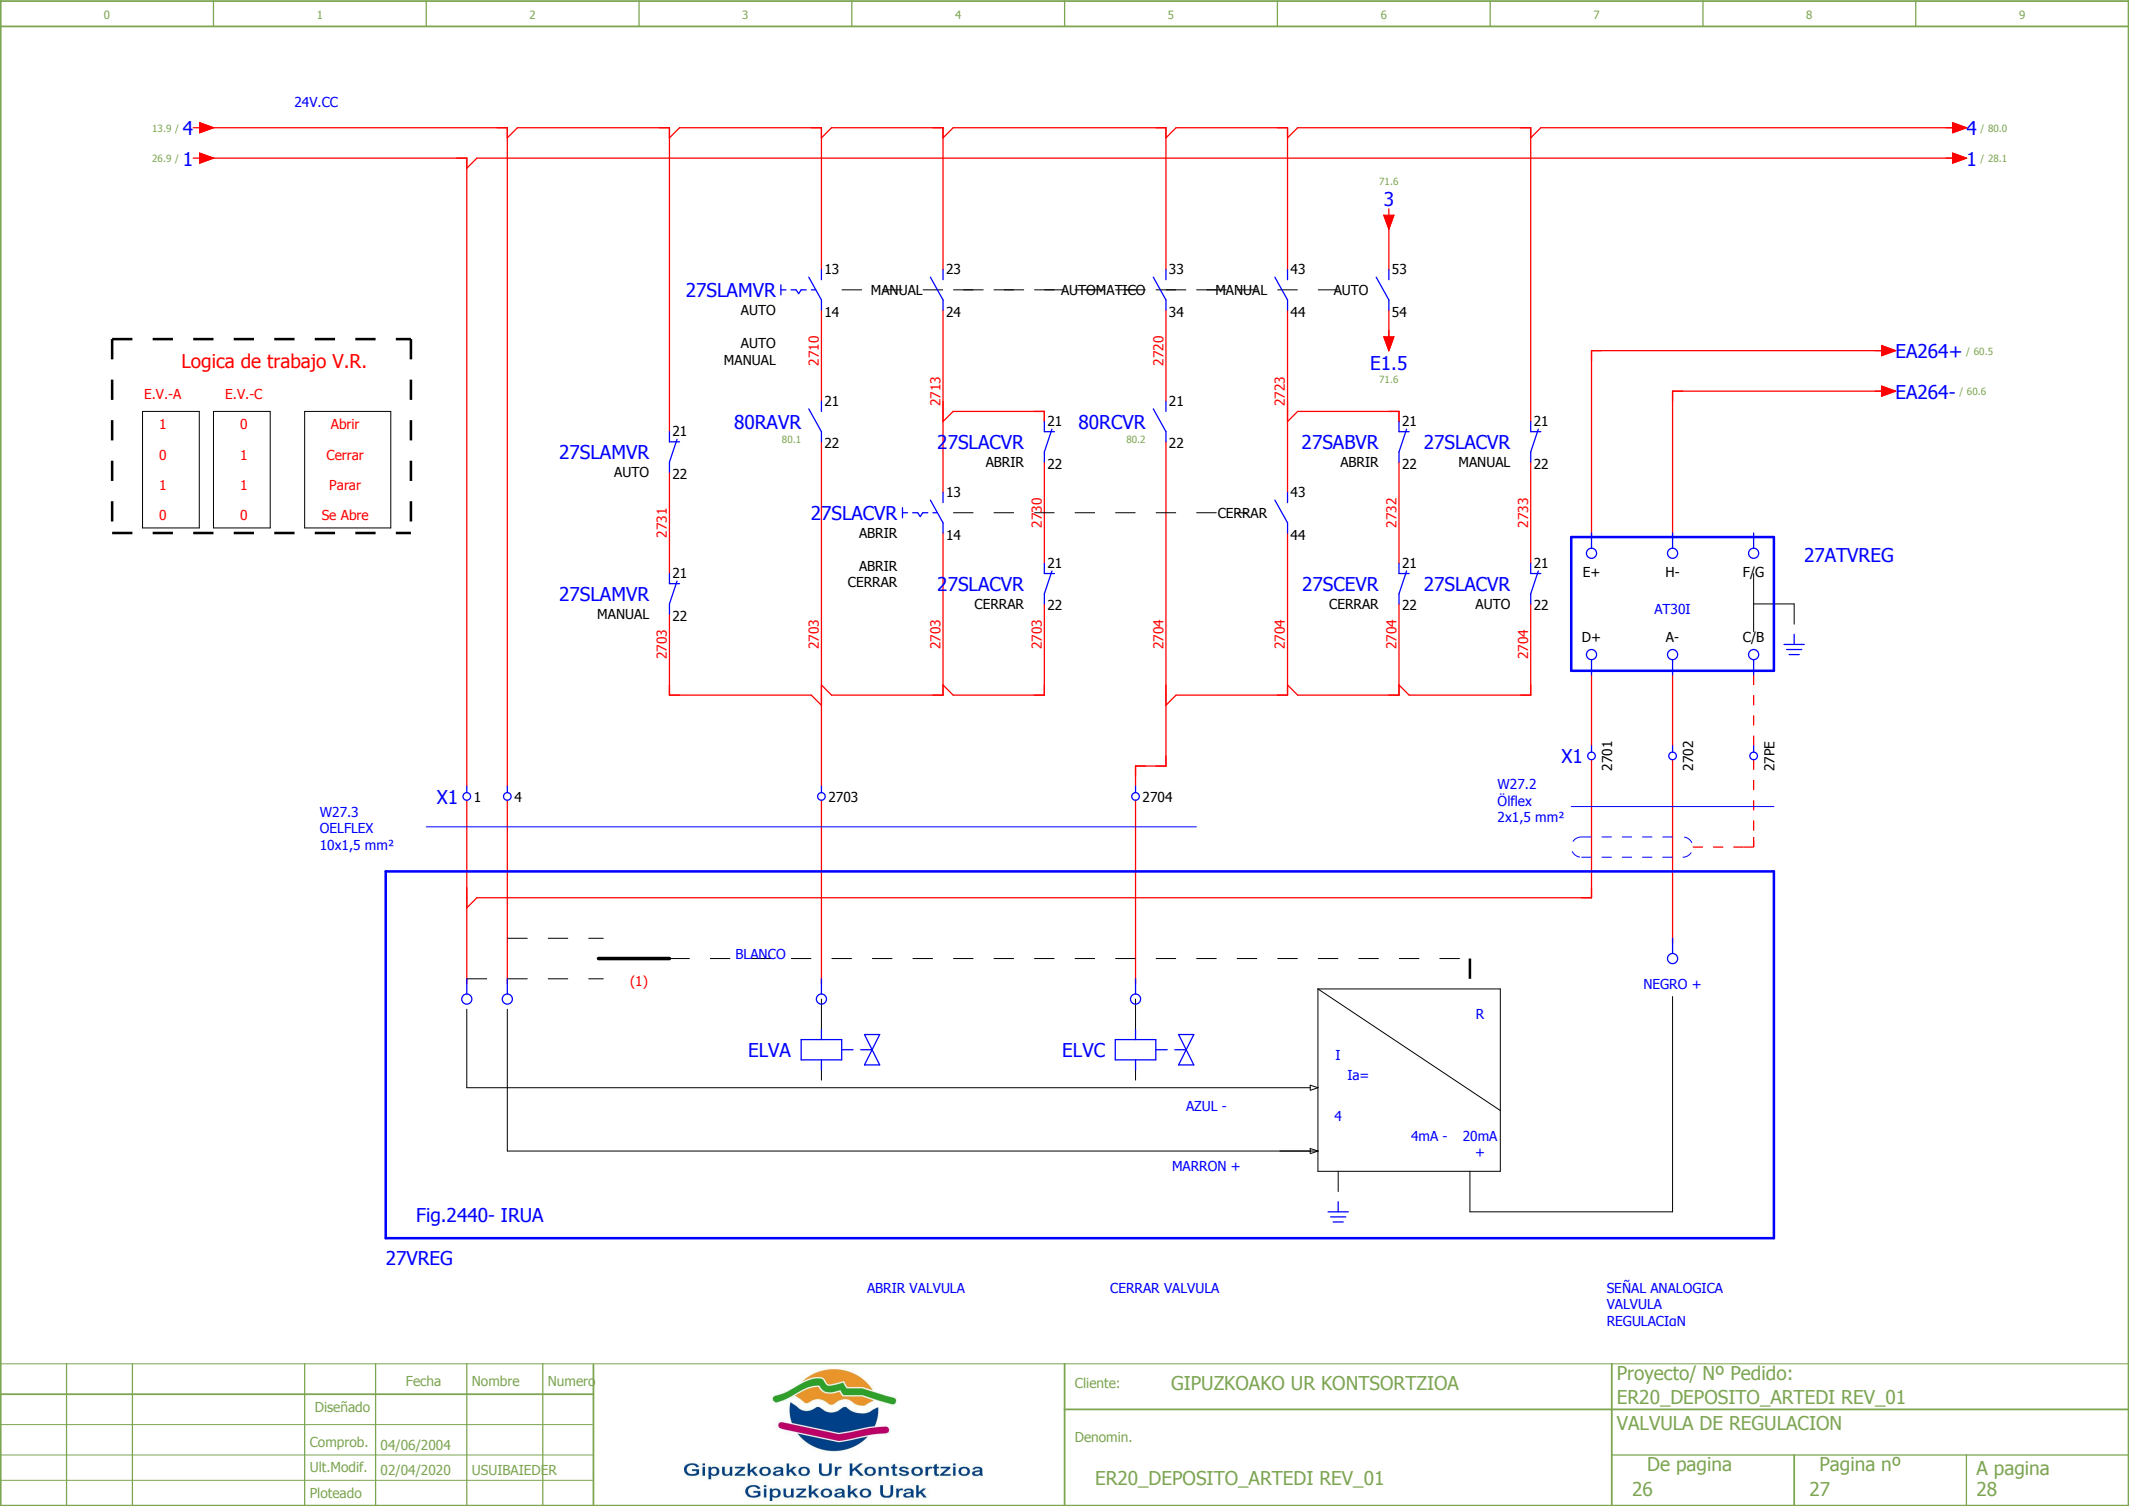 0 1 2 3 4 5 6 7 8 9
24V.CC
13.9 / 4
4 / 80.0
26.9 / 1
1 / 28.1
71.6
3
13
23
33
43
53
27SLAMVR
MANUAL
AUTOMATICO
MANUAL
AUTO
AUTO
14
24
34
44
54
AUTO
MANUAL
2710
2713
2720
2723
E1.5
71.6
EA264+ / 60.5
EA264- / 60.6
Logica de trabajo V.R.
E.V.-A
E.V.-C
1 0 Abrir
0 1 Cerrar
1 1 Parar
0 0 Se Abre
21
27SLAMVR
AUTO
22
2731
21
27SLAMVR
MANUAL
22
2703
21
80RAVR
80.1
22
2703
21
27SLACVR
ABRIR
22
13
27SLACVR
ABRIR
14
ABRIR
CERRAR
2730
21
27SLACVR
CERRAR
22
2703
2703
21
80RCVR
80.2
22
2704
43
CERRAR
44
2704
21
27SABVR
ABRIR
22
2732
21
27SCEVR
CERRAR
22
2704
21
27SLACVR
MANUAL
22
2733
21
27SLACVR
AUTO
22
2704
27ATVREG
E+ H- F/G
AT30I
D+ A- C/B
X1 2701 2702 27PE
W27.2
Ölflex
2x1,5 mm²
X1 1 4 2703 2704
W27.3
OELFLEX
10x1,5 mm²
BLANCO
(1)
NEGRO +
ELVA
ELVC
R
I
Ia=
4
4mA - 20mA
+
AZUL -
MARRON +
Fig.2440- IRUA
27VREG
ABRIR VALVULA
CERRAR VALVULA
SEÑAL ANALOGICA
VALVULA
REGULACIαN
Fecha Nombre Numero
Diseñado
Comprob. 04/06/2004
Ult.Modif. 02/04/2020 USUIBAIEDER
Ploteado
Gipuzkoako Ur Kontsortzioa
Gipuzkoako Urak
Cliente: GIPUZKOAKO UR KONTSORTZIOA
Denomin.
ER20_DEPOSITO_ARTEDI REV_01
Proyecto/ Nº Pedido:
ER20_DEPOSITO_ARTEDI REV_01
VALVULA DE REGULACION
De pagina
26
Pagina nº
27
A pagina
28